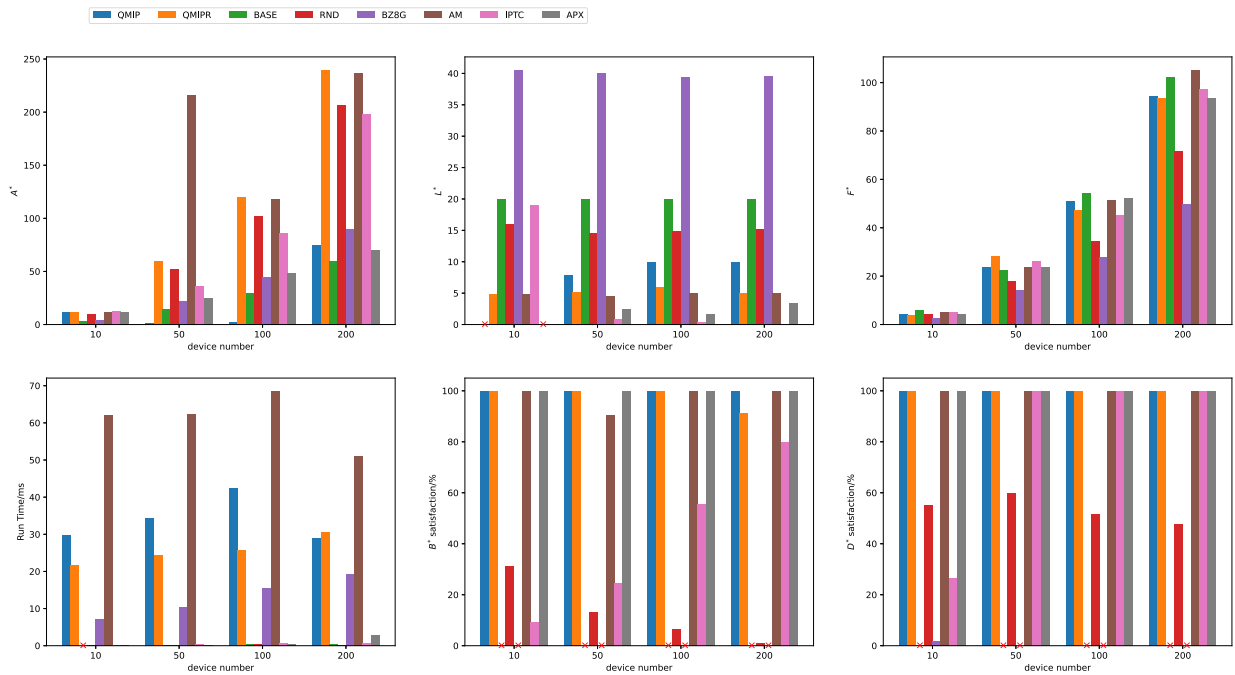 QMIP QMIPR BASE RND BZ8G AM IPTC APX
250
200
150
100
50
0
A*
10 50 100 200
device number
40
35
30
25
20
15
10
5
0
L*
10 50 100 200
device number
100
80
60
40
20
0
F*
10 50 100 200
device number
70
60
50
40
30
20
10
0
Run Time/ms
10 50 100 200
device number
100
80
60
40
20
0
B* satisfaction/%
10 50 100 200
device number
100
80
60
40
20
0
D* satisfaction/%
10 50 100 200
device number